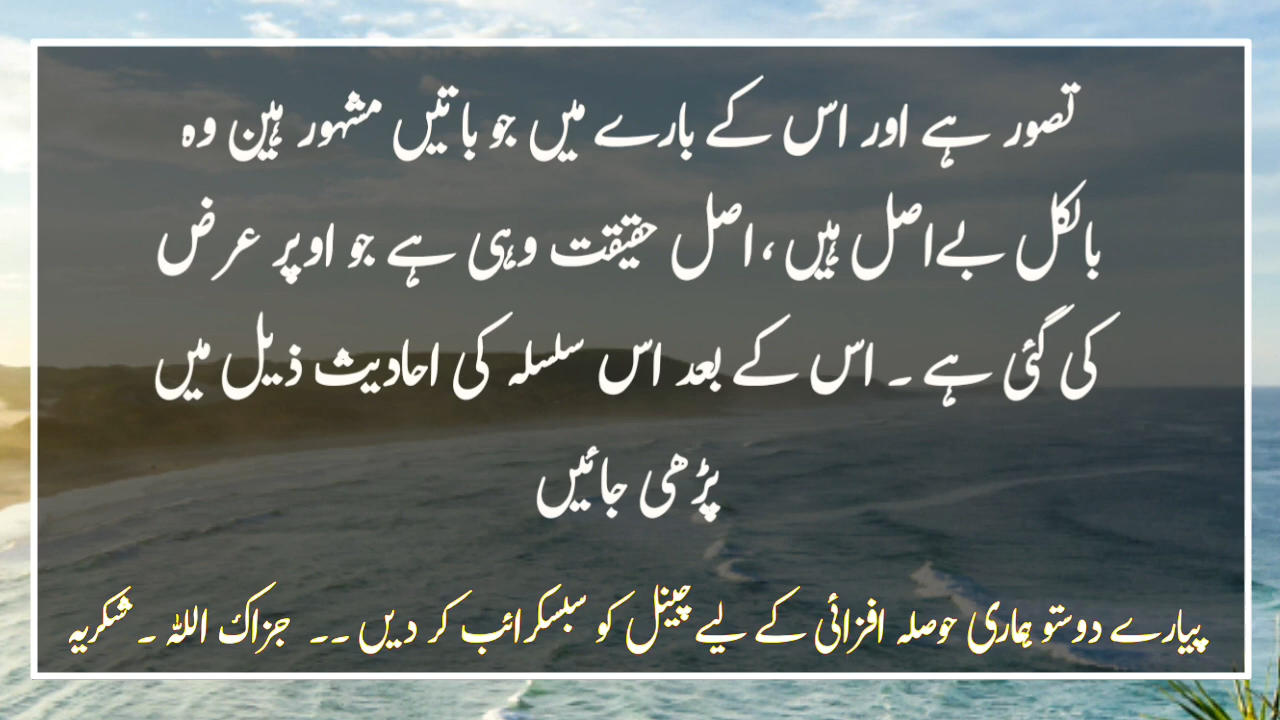 تصور ہے اور اس کے بارے میں جو باتیں مشہور ہین وہ
بالکل بےاصل ہیں، اصل حقیقت وہی ہے جو اوپر عرض
کی گئی ہے ۔ اس کے بعد اس سلسلہ کی احادیث ذیل میں
پڑھی جائیں
پیارے دوستو ہماری حوصلہ افزائی کے لیے چینل کو سبسکرائب کر دیں ۔۔ جزاک اللہ ۔ شکریہ